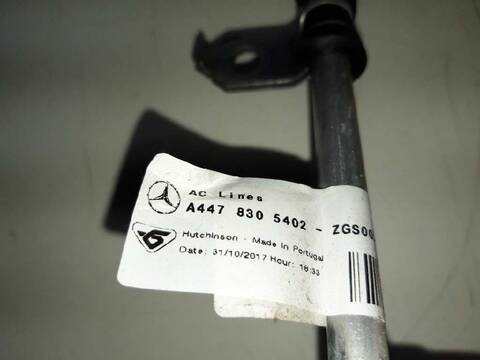 AC Lines
A447 830 5402 - ZGS00
Hutchinson - Made in Portugal
Date: 31/10/2017 Hour: 16:33